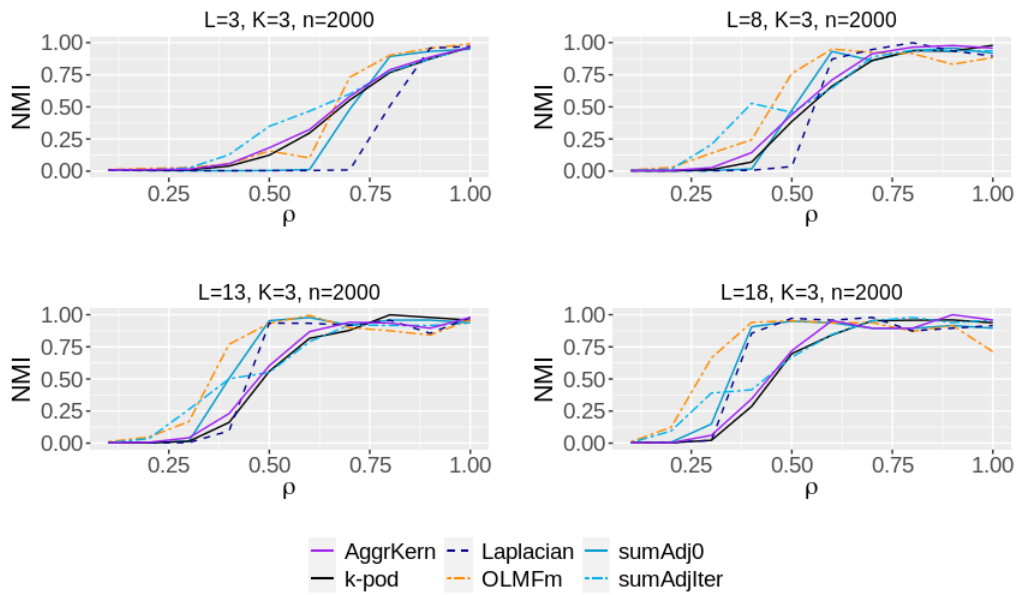 L=3, K=3, n=2000
L=8, K=3, n=2000
1.00
0.75
0.50
0.25
0.00
NMI
0.25
0.50
0.75
1.00
ρ
1.00
0.75
0.50
0.25
0.00
NMI
0.25
0.50
0.75
1.00
ρ
L=13, K=3, n=2000
L=18, K=3, n=2000
1.00
0.75
0.50
0.25
0.00
NMI
0.25
0.50
0.75
1.00
ρ
1.00
0.75
0.50
0.25
0.00
NMI
0.25
0.50
0.75
1.00
ρ
AggrKern
Laplacian
sumAdj0
k-pod
OLMFm
sumAdjIter